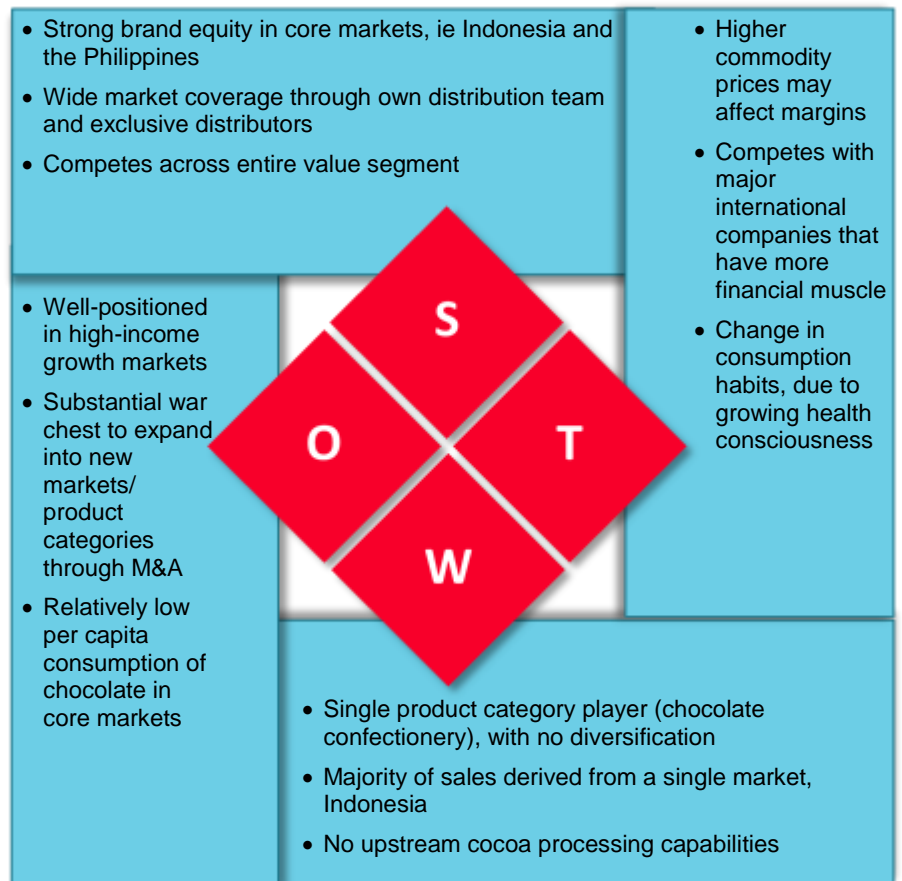 • Strong brand equity in core markets, ie Indonesia and
the Philippines
• Wide market coverage through own distribution team
and exclusive distributors
• Competes across entire value segment
• Higher
commodity
prices may
affect margins
• Competes with
major
international
companies that
have more
financial muscle
• Change in
consumption
habits, due to
growing health
consciousness
• Well-positioned
in high-income
growth markets
• Substantial war
chest to expand
into new
markets/
product
categories
through M&A
• Relatively low
per capita
consumption of
chocolate in
core markets
S
O
T
W
• Single product category player (chocolate
confectionery), with no diversification
• Majority of sales derived from a single market,
Indonesia
• No upstream cocoa processing capabilities